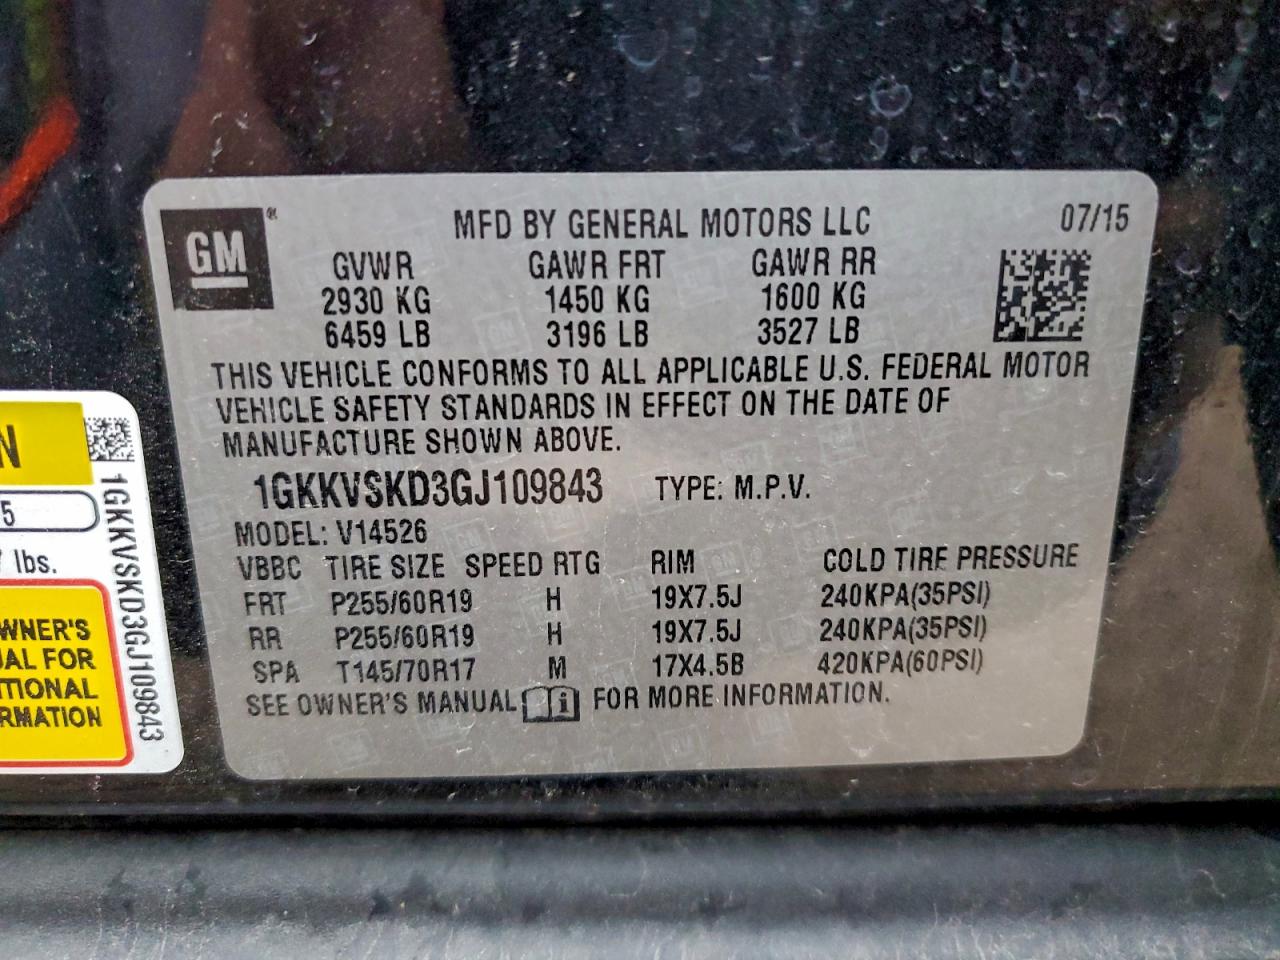 GM®
MFD BY GENERAL MOTORS LLC
07/15
GVWR GAWR FRT GAWR RR
2930 KG 1450 KG 1600 KG
6459 LB 3196 LB 3527 LB
THIS VEHICLE CONFORMS TO ALL APPLICABLE U.S. FEDERAL MOTOR
VEHICLE SAFETY STANDARDS IN EFFECT ON THE DATE OF
MANUFACTURE SHOWN ABOVE.
1GKKVSKD3GJ109843 TYPE: M.P.V.
MODEL: V14526
VBBC TIRE SIZE SPEED RTG RIM COLD TIRE PRESSURE
FRT P255/60R19 H 19X7.5J 240KPA(35PSI)
RR P255/60R19 H 19X7.5J 240KPA(35PSI)
SPA T145/70R17 M 17X4.5B 420KPA(60PSI)
SEE OWNER'S MANUAL i FOR MORE INFORMATION.
N
5
lbs.
WNER'S
AL FOR
TIONAL
RMATION
1GKKVSKD3GJ109843